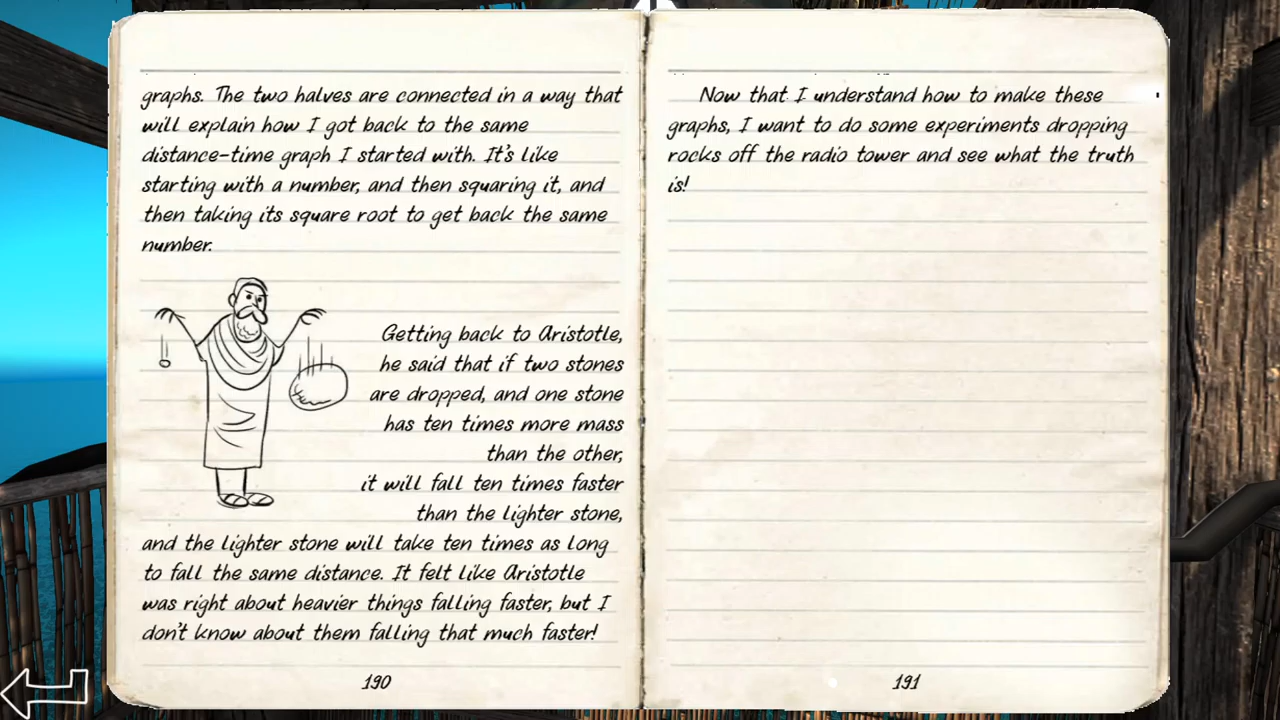 graphs. The two halves are connected in a way that
will explain how I got back to the same
distance-time graph I started with. It's like
starting with a number, and then squaring it, and
then taking its square root to get back the same
number.
Getting back to Aristotle,
he said that if two stones
are dropped, and one stone
has ten times more mass
than the other,
it will fall ten times faster
than the lighter stone,
and the lighter stone will take ten times as long
to fall the same distance. It felt like Aristotle
was right about heavier things falling faster, but I
don't know about them falling that much faster!
190
Now that I understand how to make these
graphs, I want to do some experiments dropping
rocks off the radio tower and see what the truth
is!
191